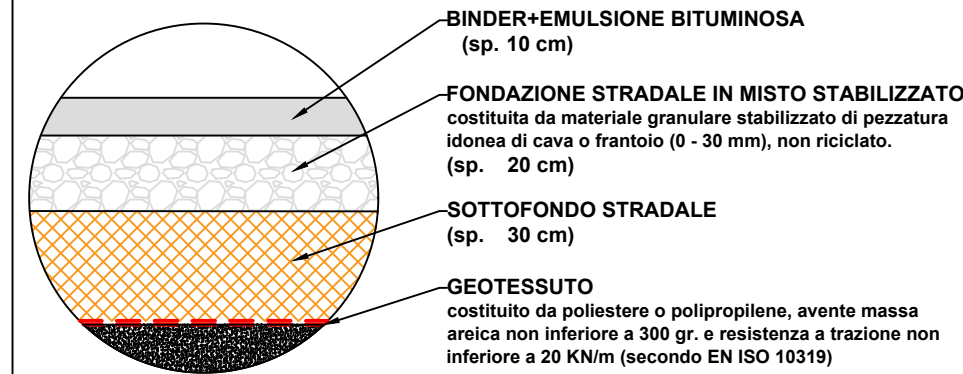 BINDER+EMULSIONE BITUMINOSA
(sp. 10 cm)
FONDAZIONE STRADALE IN MISTO STABILIZZATO
costituita da materiale granulare stabilizzato di pezzatura
idonea di cava o frantoio (0 - 30 mm), non riciclato.
(sp. 20 cm)
SOTTOFONDO STRADALE
(sp. 30 cm)
GEOTESSUTO
costituito da poliestere o polipropilene, avente massa
areica non inferiore a 300 gr. e resistenza a trazione non
inferiore a 20 KN/m (secondo EN ISO 10319)